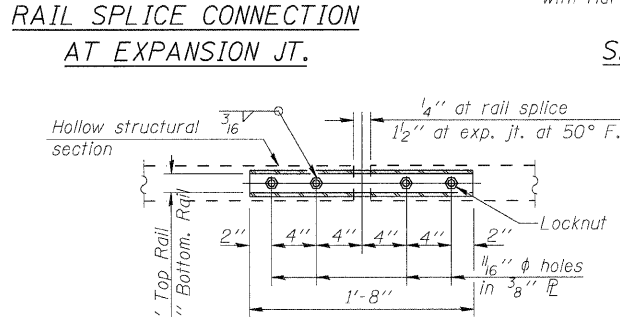 RAIL SPLICE CONNECTION
AT EXPANSION JT.
3/16
1/4" at rail splice
1 1/2" at exp. jt. at 50° F.
Hollow structural
section
Locknut
2" 4" 4" 4" 4" 2"
11/16" ϕ holes
in 3/8" ℄
1'-8"
" Top Rail
" Bottom. Rail